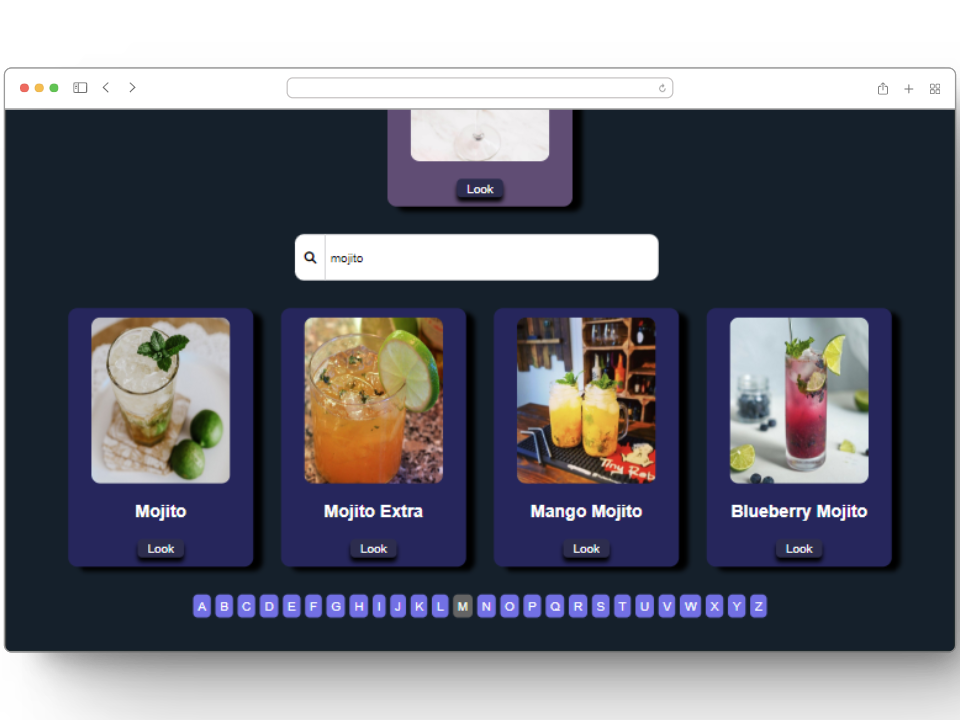 Look
mojito
Mojito
Mojito Extra
Mango Mojito
Blueberry Mojito
Look
Look
Look
Look
A B C D E F G H I J K L M N O P Q R S T U V W X Y Z